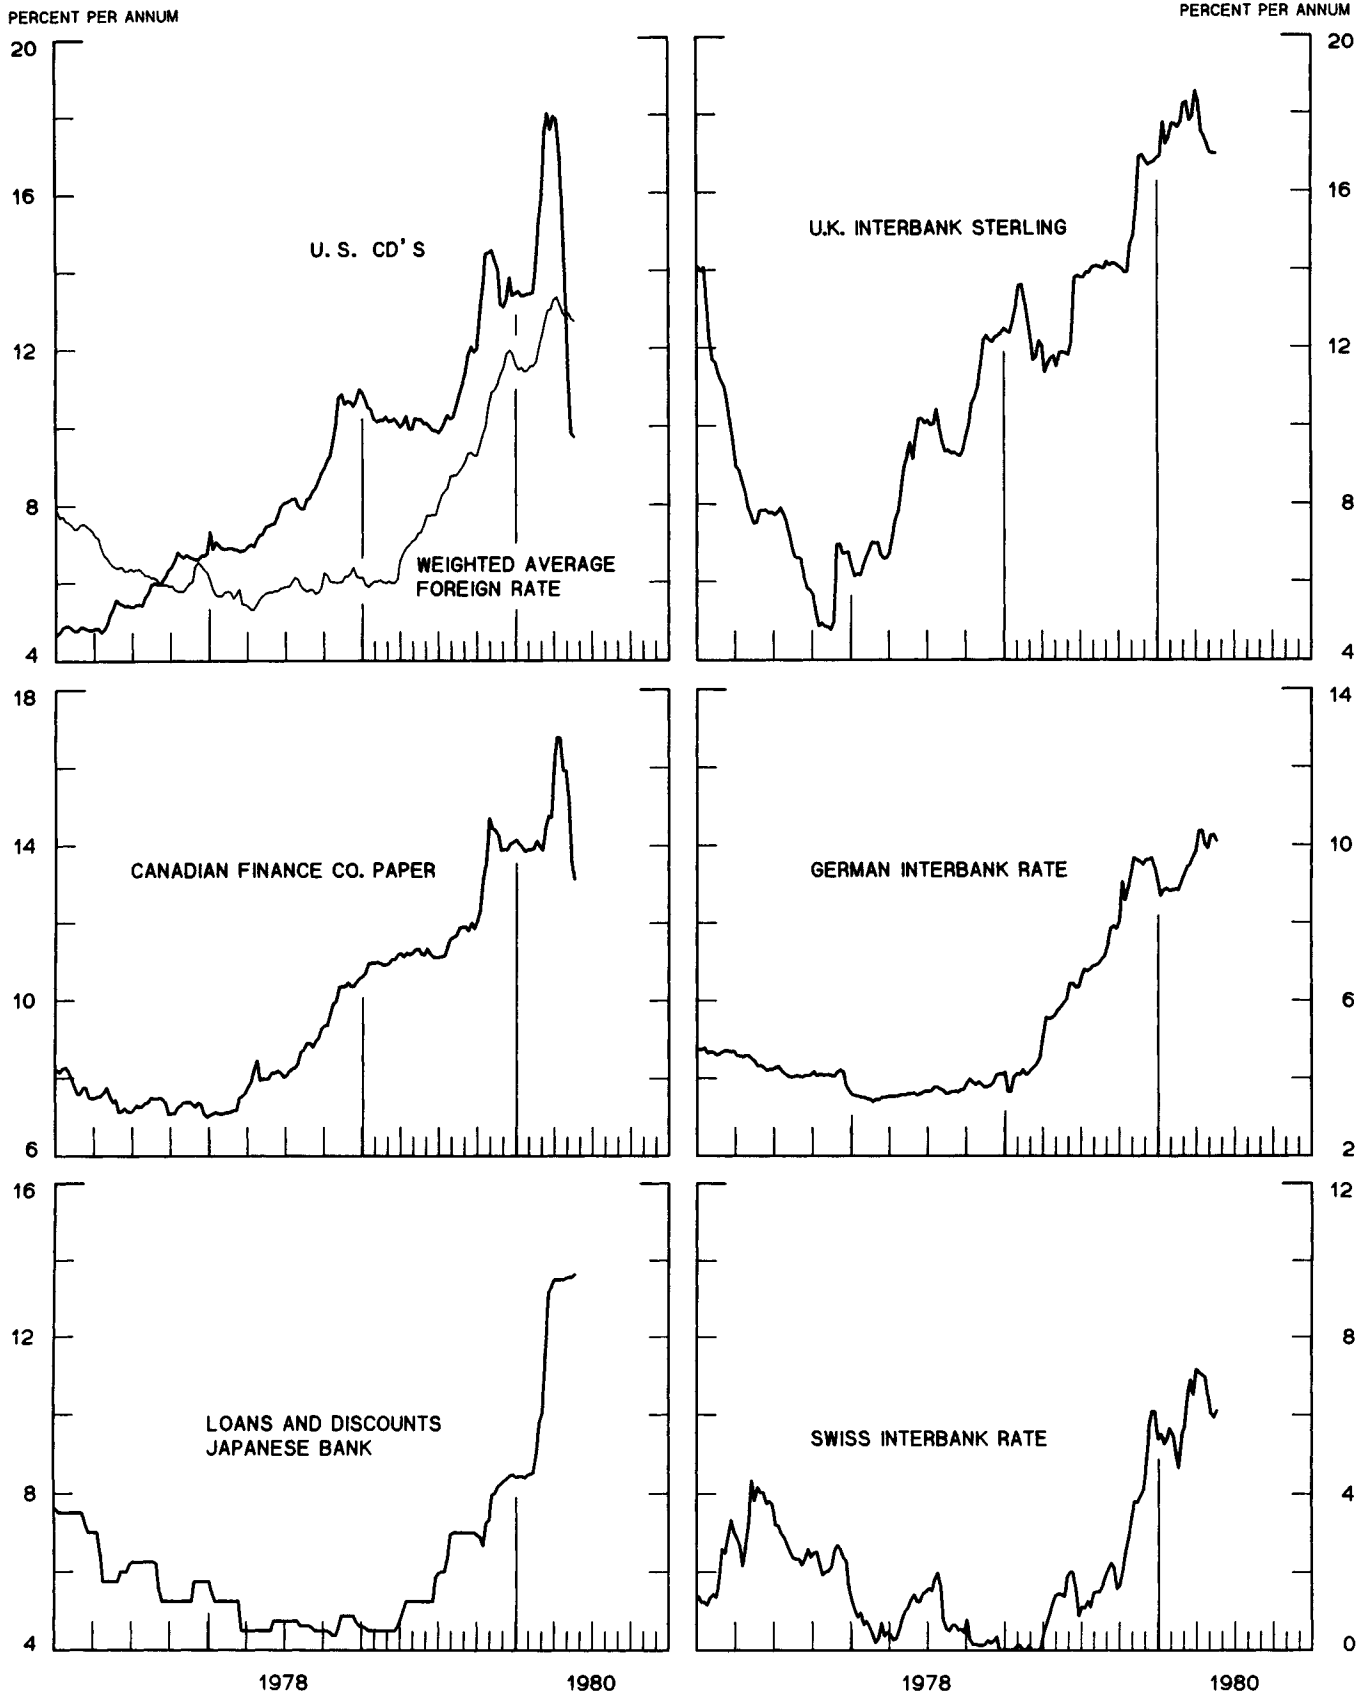 PERCENT PER ANNUM
PERCENT PER ANNUM
20
16
12
8
4
U. S. CD'S
WEIGHTED AVERAGE
FOREIGN RATE
U.K. INTERBANK STERLING
20
16
12
8
4
18
14
10
6
CANADIAN FINANCE CO. PAPER
GERMAN INTERBANK RATE
14
10
6
2
16
12
8
4
LOANS AND DISCOUNTS
JAPANESE BANK
SWISS INTERBANK RATE
12
8
4
0
1978
1980
1978
1980